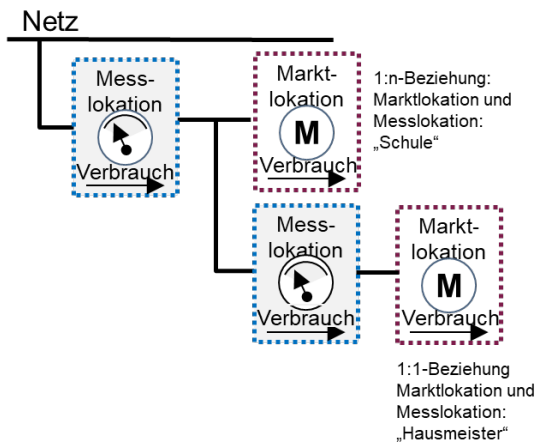 Netz
Mess-
lokation
Verbrauch
Markt-
lokation
M
Verbrauch
1:n-Beziehung:
Marktlokation und
Messlokation:
„Schule“
Mess-
lokation
Verbrauch
Markt-
lokation
M
Verbrauch
1:1-Beziehung
Marktlokation und
Messlokation:
„Hausmeister“